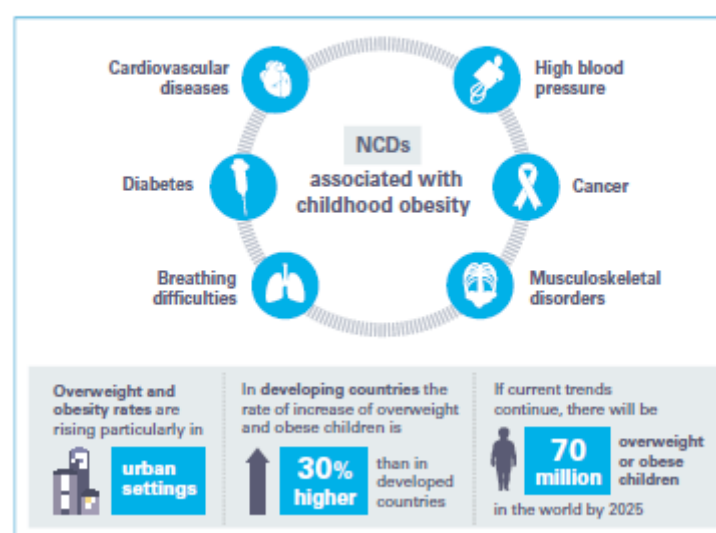 Cardiovascular
diseases
High blood
pressure
NCDs
associated with
childhood obesity
Diabetes
Cancer
Breathing
difficulties
Musculoskeletal
disorders
Overweight and
obesity rates are
rising particularly in
urban
settings
In developing countries the
rate of increase of overweight
and obese children is
30%
higher
than in
developed
countries
If current trends
continue, there will be
70
million
overweight
or obese
children
in the world by 2025